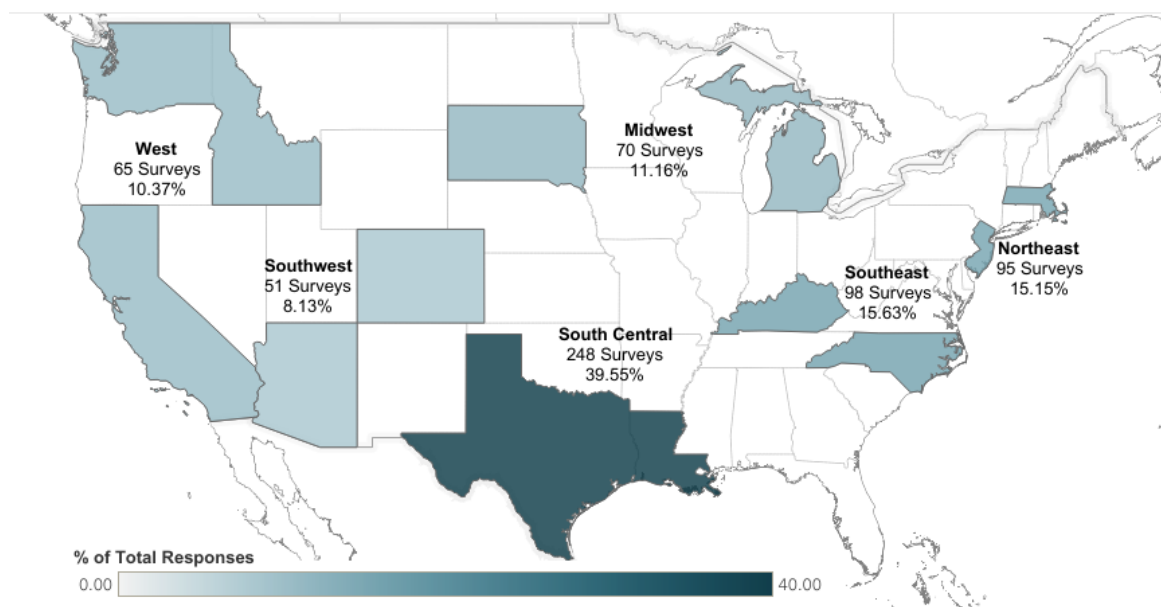 West
65 Surveys
10.37%
Midwest
70 Surveys
11.16%
Southwest
51 Surveys
8.13%
Southeast
98 Surveys
15.63%
Northeast
95 Surveys
15.15%
South Central
248 Surveys
39.55%
% of Total Responses
0.00
40.00